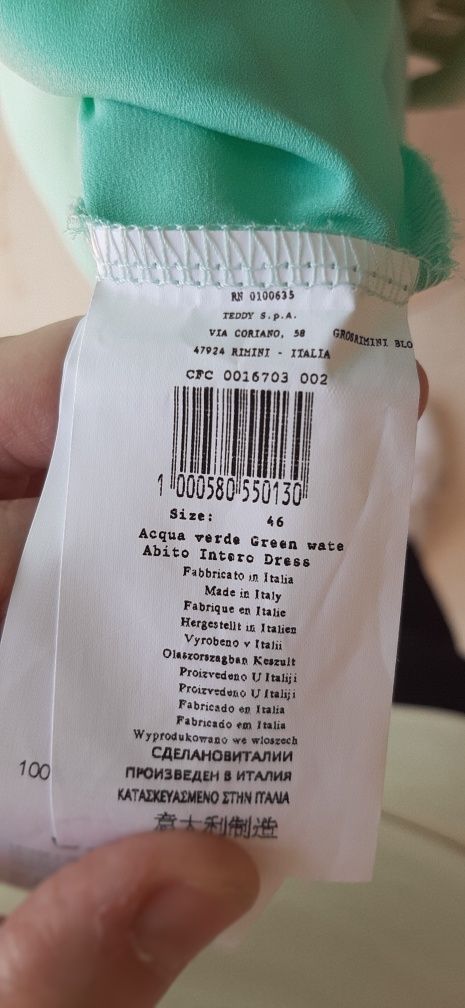 RN 0100635
TEDDY S.p.A.
VIA CORIANO, 58 GROSRIMINI BLO
47924 RIMINI - ITALIA
CFC 0016703 002
1 000580 550130
Size: 46
Acqua verde Green wate
Abito Intero Dress
Fabbricato in Italia
Made in Italy
Fabrique en Italie
Hergestellt in Italien
Vyrobeno v Italii
Olaszorszagban Keszult
Proizvedeno U Italiji
Proizvedeno U Italiji
Fabricado en Italia
Fabricado em Italia
Wyprodukowano we wloszech
СДЕЛАНОВИТАЛИИ
ПРОИЗВЕДЕН В ИТАЛИЯ
ΚΑΤΑΣΚΕΥΑΣΜΕΝΟ ΣΤΗΝ ΙΤΑΛΙΑ
100
意大利制造